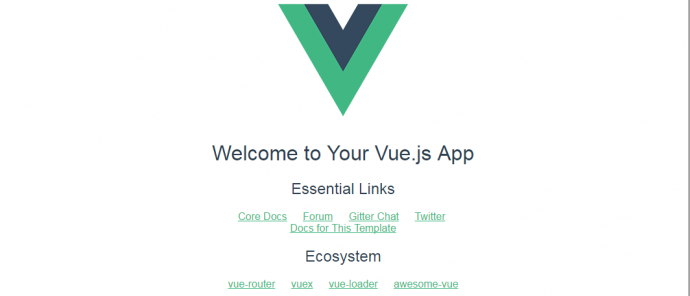 Welcome to Your Vue.js App
Essential Links
Core Docs Forum Gitter Chat Twitter
Docs for This Template
Ecosystem
vue-router vuex vue-loader awesome-vue